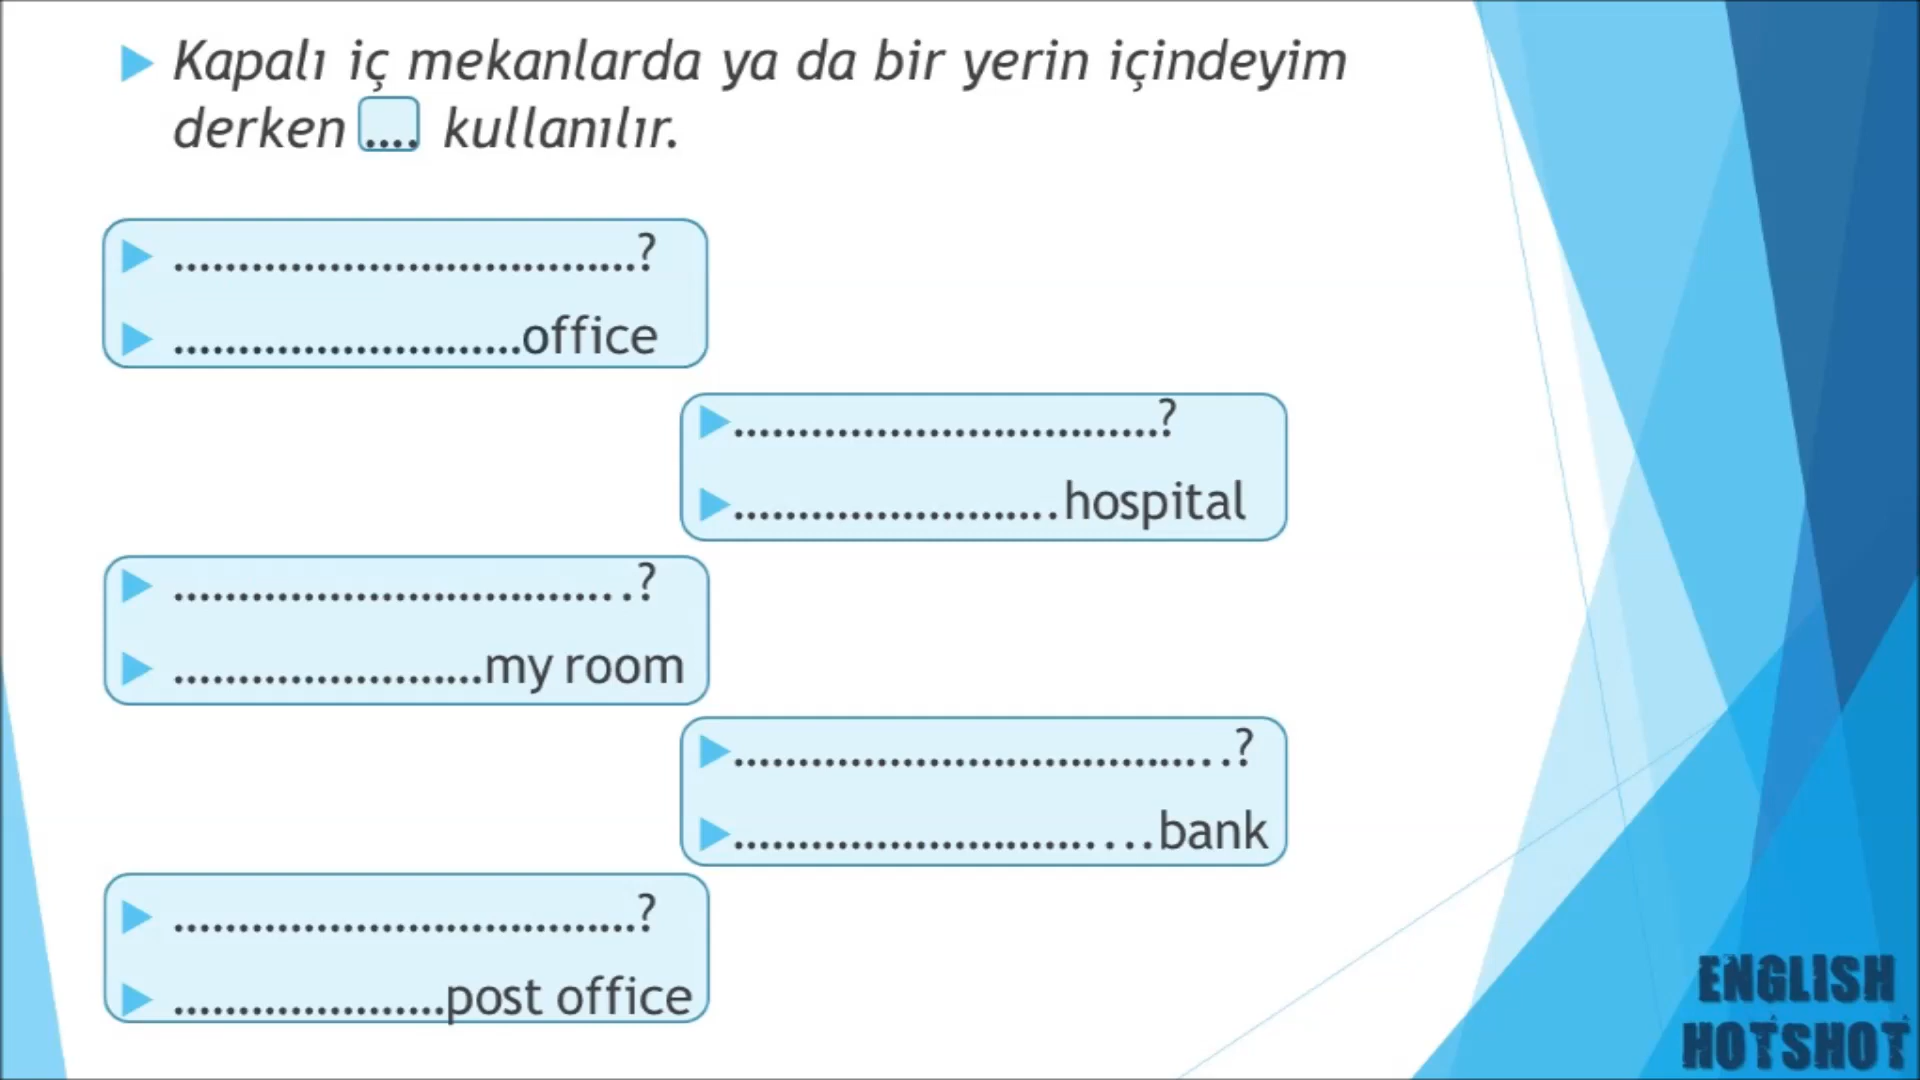 Kapalı iç mekanlarda ya da bir yerin içindeyim
derken .... kullanılır.
....................................?
...........................office
.................................?
.........................hospital
...................................?
........................my room
......................................?
................................bank
....................................?
.....................post office
ENGLISH
HOTSHOT